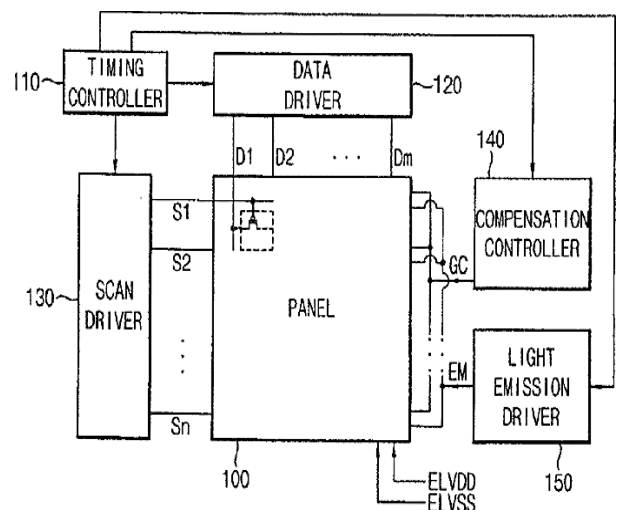 TIMING
CONTROLLER
110
DATA
DRIVER
120
D1
D2
...
Dm
140
COMPENSATION
CONTROLLER
S1
S2
130
SCAN
DRIVER
PANEL
GC
EM
LIGHT
EMISSION
DRIVER
Sn
100
150
ELVDD
ELVSS